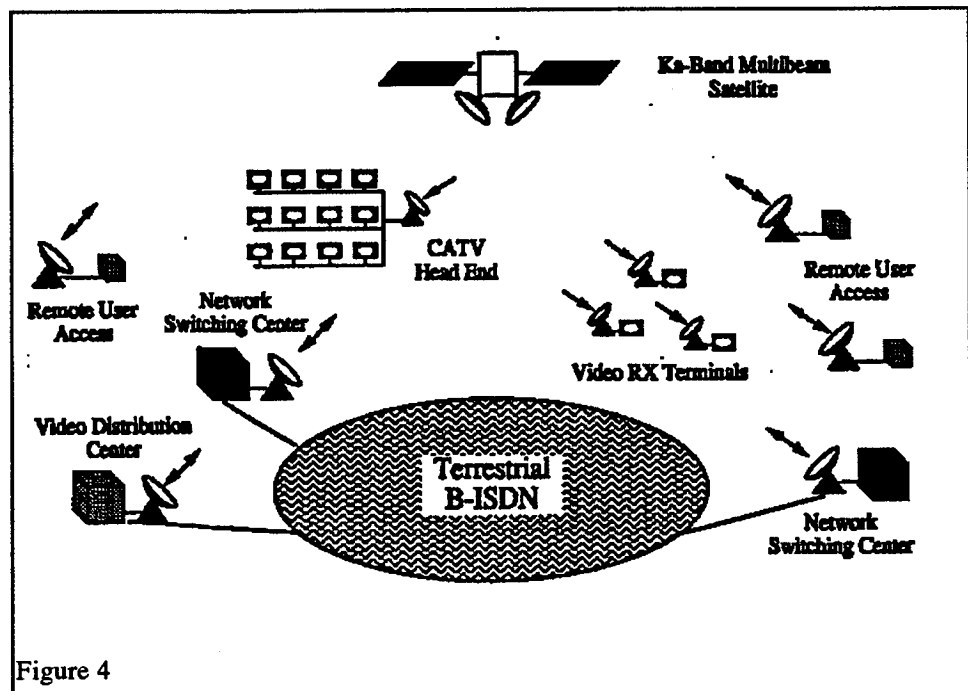 Ka-Band Multibeam
Satellite
CATV
Head End
Remote User
Access
Remote User
Access
Network
Switching Center
Video RX Terminals
Video Distribution
Center
Terrestrial
B-ISDN
Network
Switching Center
Figure 4